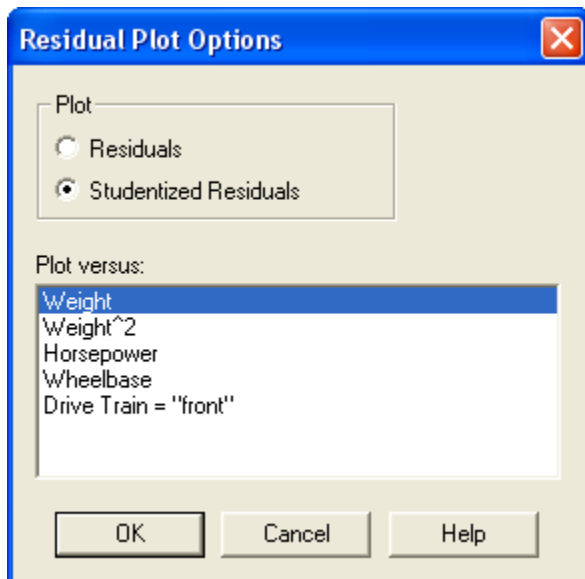 Residual Plot Options
Plot
Residuals
Studentized Residuals
Plot versus:
Weight
Weight^2
Horsepower
Wheelbase
Drive Train = "front"
OK
Cancel
Help